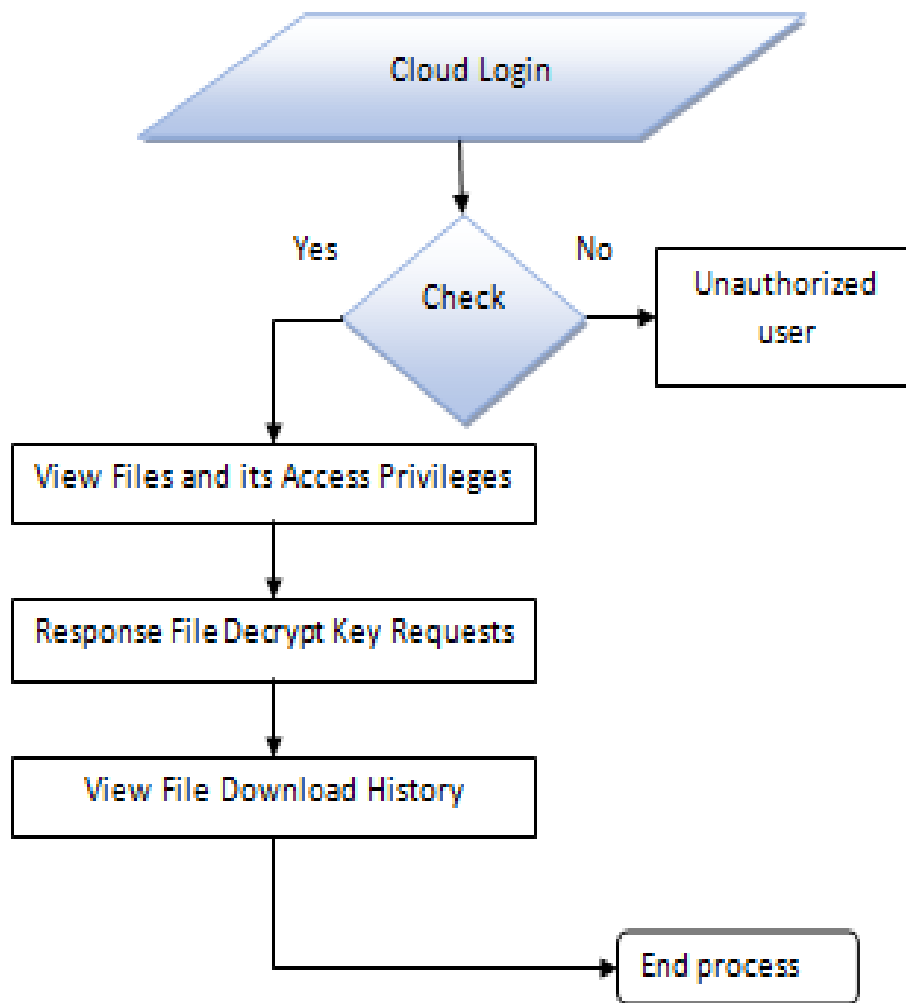 Cloud Login
Yes
No
Check
Unauthorized
user
View Files and its Access Privileges
Response File Decrypt Key Requests
View File Download History
End process